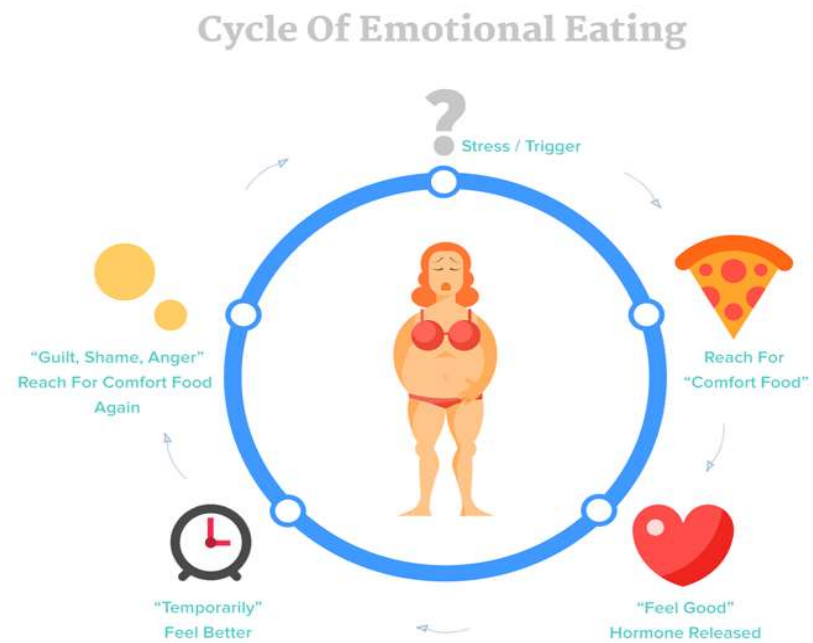 Cycle Of Emotional Eating
?
Stress / Trigger
Reach For
“Comfort Food”
“Feel Good”
Hormone Released
“Temporarily”
Feel Better
“Guilt, Shame, Anger”
Reach For Comfort Food
Again